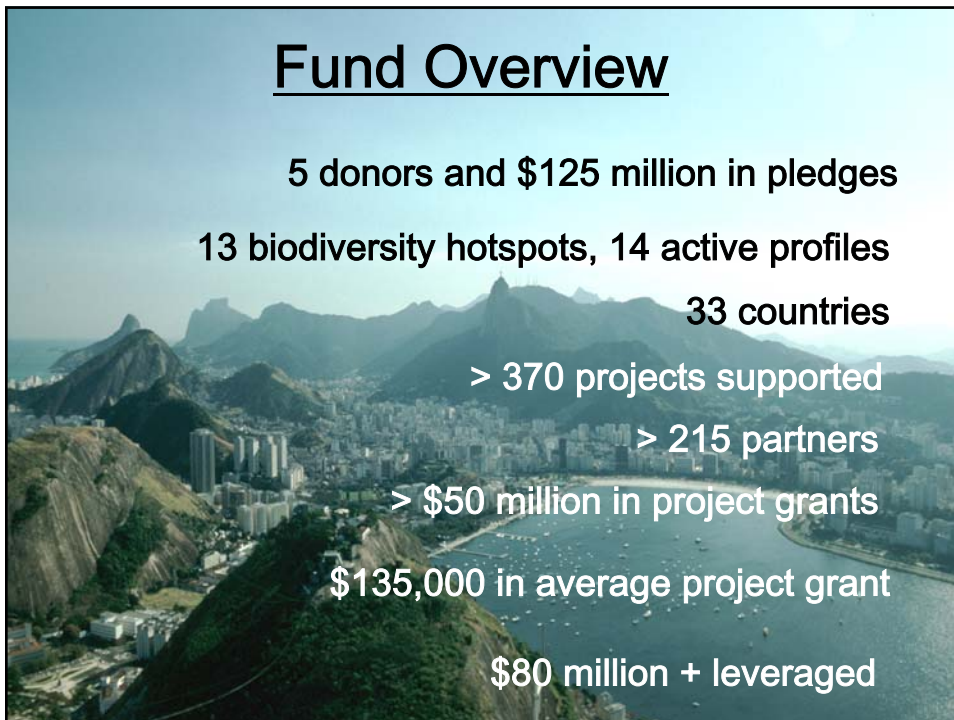 Fund Overview
5 donors and $125 million in pledges
13 biodiversity hotspots, 14 active profiles
33 countries
> 370 projects supported
> 215 partners
> $50 million in project grants
$135,000 in average project grant
$80 million + leveraged